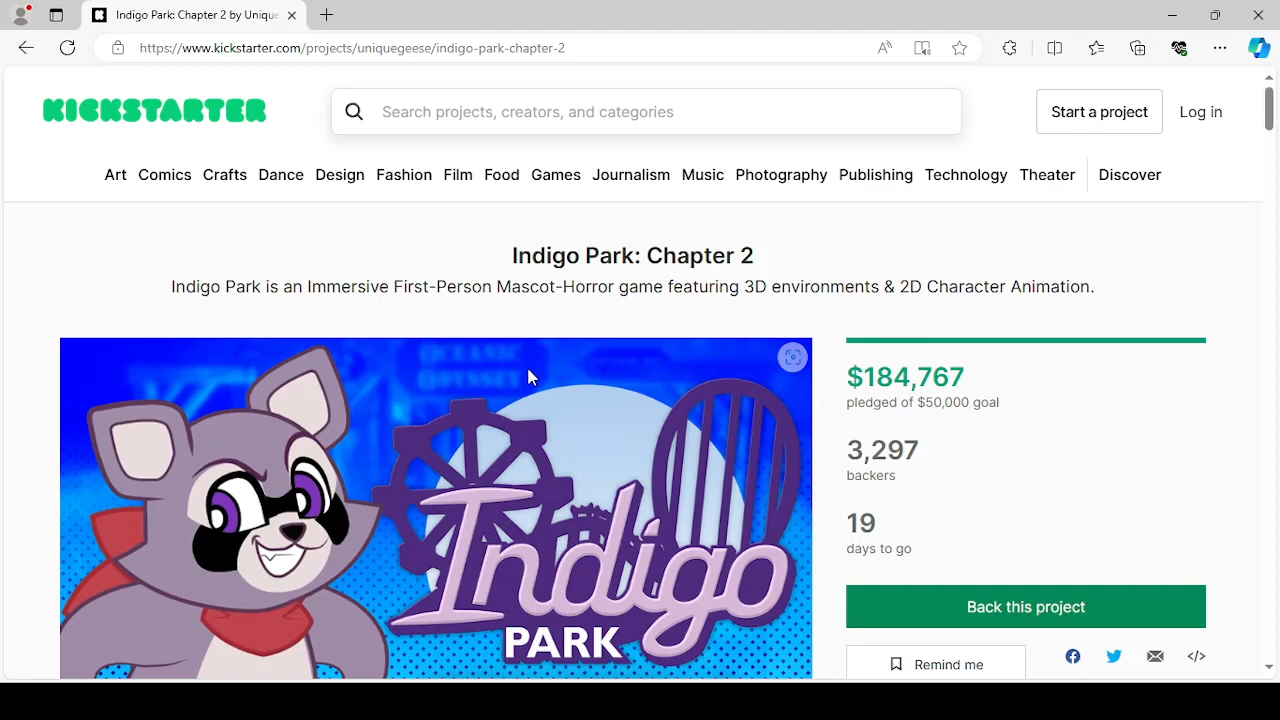 Indigo Park: Chapter 2 by Unique
https://www.kickstarter.com/projects/uniquegeese/indigo-park-chapter-2
KICKSTARTER
Search projects, creators, and categories
Start a project
Log in
Art Comics Crafts Dance Design Fashion Film Food Games Journalism Music Photography Publishing Technology Theater Discover
Indigo Park: Chapter 2
Indigo Park is an Immersive First-Person Mascot-Horror game featuring 3D environments & 2D Character Animation.
OCEANIC
ODYSSEY
Indigo
PARK
$184,767
pledged of $50,000 goal
3,297
backers
19
days to go
Back this project
Remind me